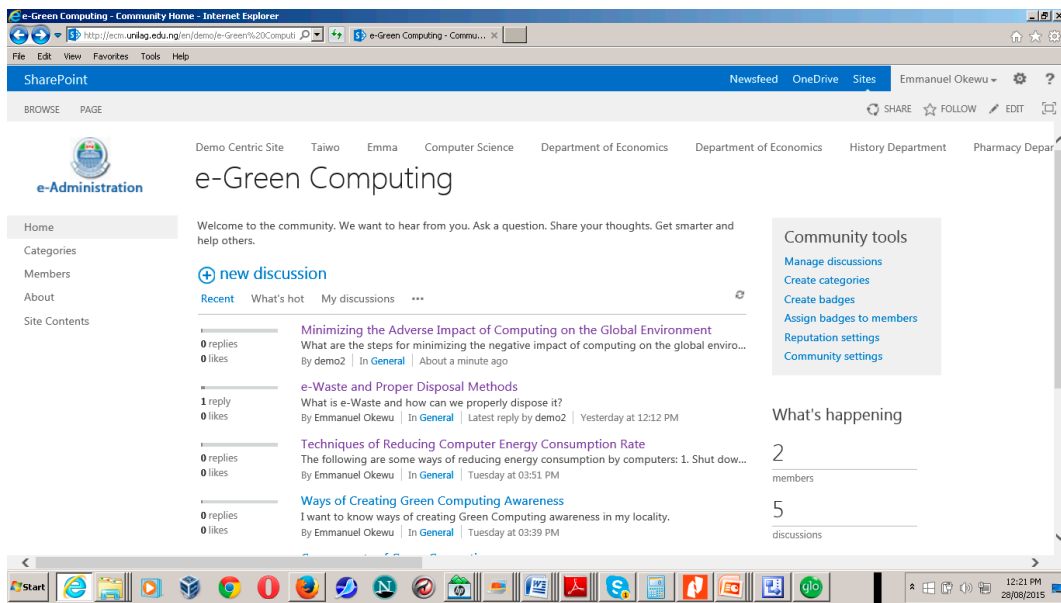 e-Green Computing - Community Home - Internet Explorer
http://ecm.unilag.edu.ng/en/demo/e-Green%20Computi
e-Green Computing - Commu...
File Edit View Favorites Tools Help
SharePoint
Newsfeed OneDrive Sites Emmanuel Okewu ?
BROWSE PAGE
SHARE FOLLOW EDIT
e-Administration
Demo Centric Site Taiwo Emma Computer Science Department of Economics Department of Economics History Department Pharmacy Depar
e-Green Computing
Home
Categories
Members
About
Site Contents
Welcome to the community. We want to hear from you. Ask a question. Share your thoughts. Get smarter and
help others.
new discussion
Recent What's hot My discussions ...
0 replies
0 likes
Minimizing the Adverse Impact of Computing on the Global Environment
What are the steps for minimizing the negative impact of computing on the global enviro...
By demo2 | In General | About a minute ago
1 reply
0 likes
e-Waste and Proper Disposal Methods
What is e-Waste and how can we properly dispose it?
By Emmanuel Okewu | In General | Latest reply by demo2 | Yesterday at 12:12 PM
0 replies
0 likes
Techniques of Reducing Computer Energy Consumption Rate
The following are some ways of reducing energy consumption by computers: 1. Shut dow...
By Emmanuel Okewu | In General | Tuesday at 03:51 PM
0 replies
0 likes
Ways of Creating Green Computing Awareness
I want to know ways of creating Green Computing awareness in my locality.
By Emmanuel Okewu | In General | Tuesday at 03:39 PM
Community tools
Manage discussions
Create categories
Create badges
Assign badges to members
Reputation settings
Community settings
What's happening
2
members
5
discussions
Start
glo
12:21 PM
28/08/2015